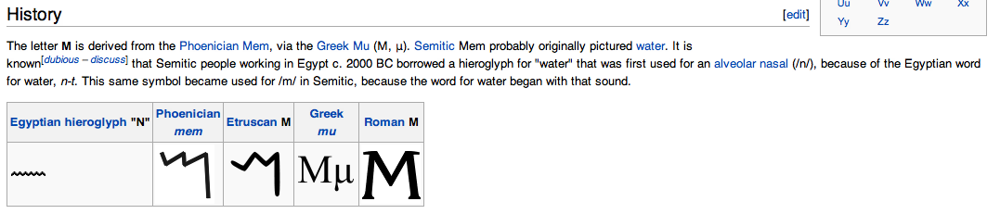 History
[edit]
Uu Vv Ww Xx
Yy Zz
The letter M is derived from the Phoenician Mem, via the Greek Mu (Μ, μ). Semitic Mem probably originally pictured water. It is
known[dubious – discuss] that Semitic people working in Egypt c. 2000 BC borrowed a hieroglyph for "water" that was first used for an alveolar nasal (/n/), because of the Egyptian word
for water, n-t. This same symbol became used for /m/ in Semitic, because the word for water began with that sound.
Egyptian hieroglyph "N" Phoenician mem Etruscan M Greek mu Roman M
Μμ M